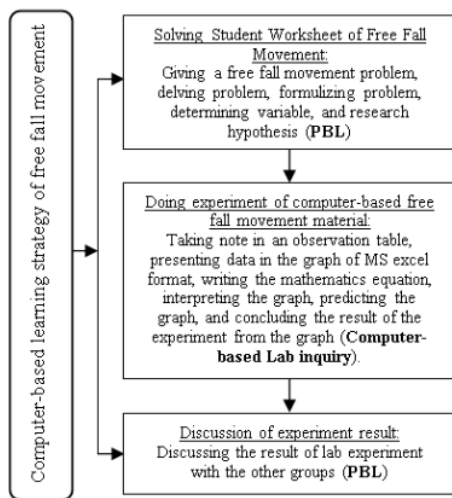 Computer-based learning strategy of free fall movement
Solving Student Worksheet of Free Fall
Movement:
Giving a free fall movement problem,
delving problem, formulizing problem,
determining variable, and research
hypothesis (PBL)
Doing experiment of computer-based free
fall movement material:
Taking note in an observation table,
presenting data in the graph of MS excel
format, writing the mathematics equation,
interpreting the graph, predicting the
graph, and concluding the result of the
experiment from the graph (Computer-
based Lab inquiry).
Discussion of experiment result:
Discussing the result of lab experiment
with the other groups (PBL)